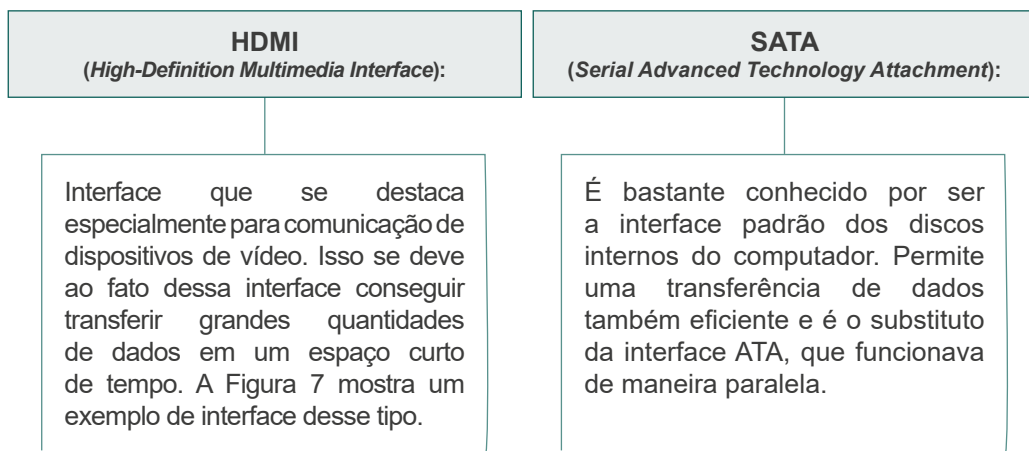 HDMI
(High-Definition Multimedia Interface):
Interface que se destaca
especialmente para comunicação de
dispositivos de vídeo. Isso se deve
ao fato dessa interface conseguir
transferir grandes quantidades
de dados em um espaço curto
de tempo. A Figura 7 mostra um
exemplo de interface desse tipo.
SATA
(Serial Advanced Technology Attachment):
É bastante conhecido por ser
a interface padrão dos discos
internos do computador. Permite
uma transferência de dados
também eficiente e é o substituto
da interface ATA, que funcionava
de maneira paralela.